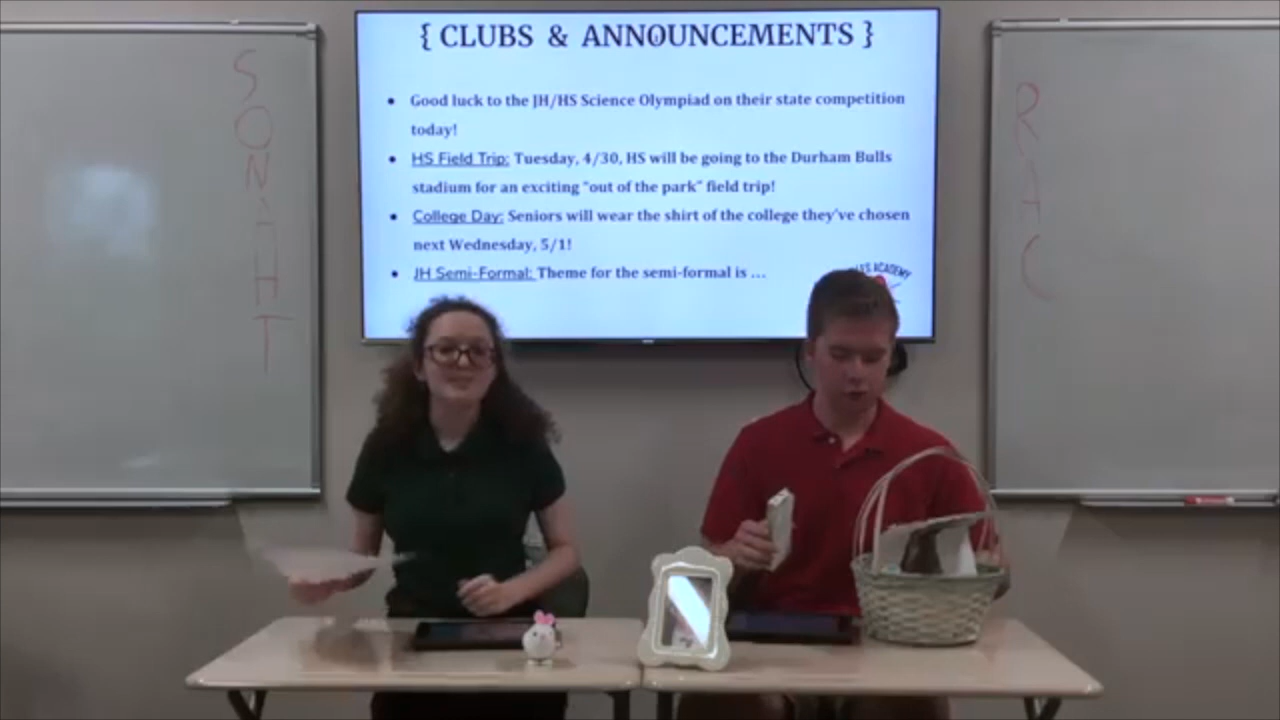 { CLUBS & ANNOUNCEMENTS }
• Good luck to the JH/HS Science Olympiad on their state competition
today!
• HS Field Trip: Tuesday, 4/30, HS will be going to the Durham Bulls
stadium for an exciting "out of the park" field trip!
• College Day: Seniors will wear the shirt of the college they've chosen
next Wednesday, 5/1!
• JH Semi-Formal: Theme for the semi-formal is ...
ACADEMY
S
O
N
A
H
T
R
A
C